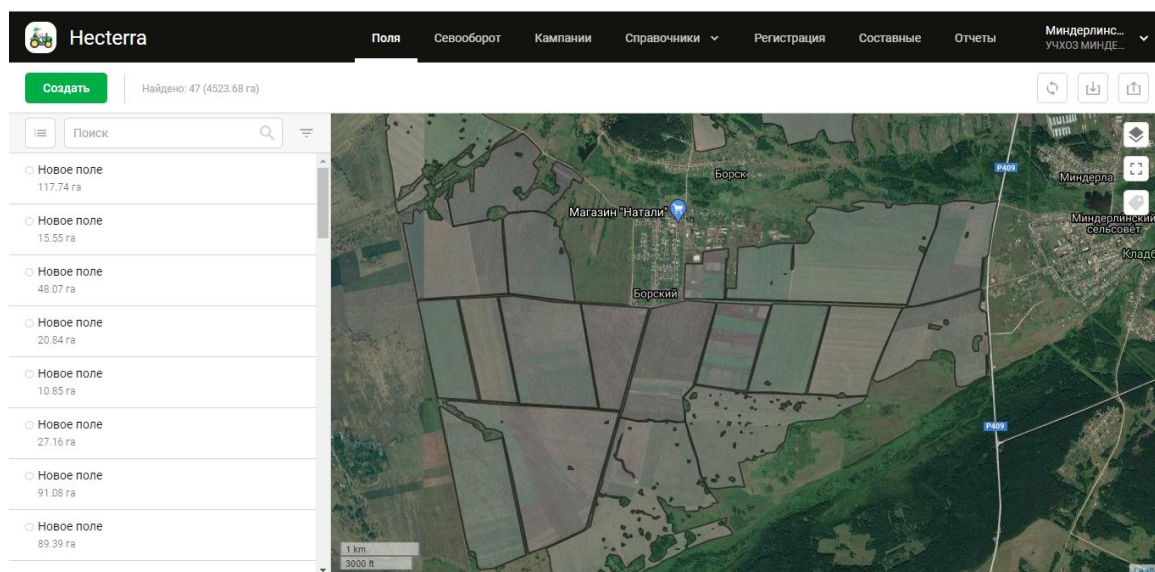 Hecterra
Поля
Севооборот
Кампании
Справочники
Регистрация
Составные
Отчеты
Миндерлинс...
УЧХОЗ МИНДЕ...
Создать
Найдено: 47 (4523.68 га)
Поиск
Новое поле
117.74 га
Новое поле
15.55 га
Новое поле
48.07 га
Новое поле
20.84 га
Новое поле
10.85 га
Новое поле
27.16 га
Новое поле
91.08 га
Новое поле
89.39 га
Борск
Р409
Миндерла
Магазин "Натали"
Миндерлинский
сельсовет
Кладб
Борский
Р409
1 km
3000 ft